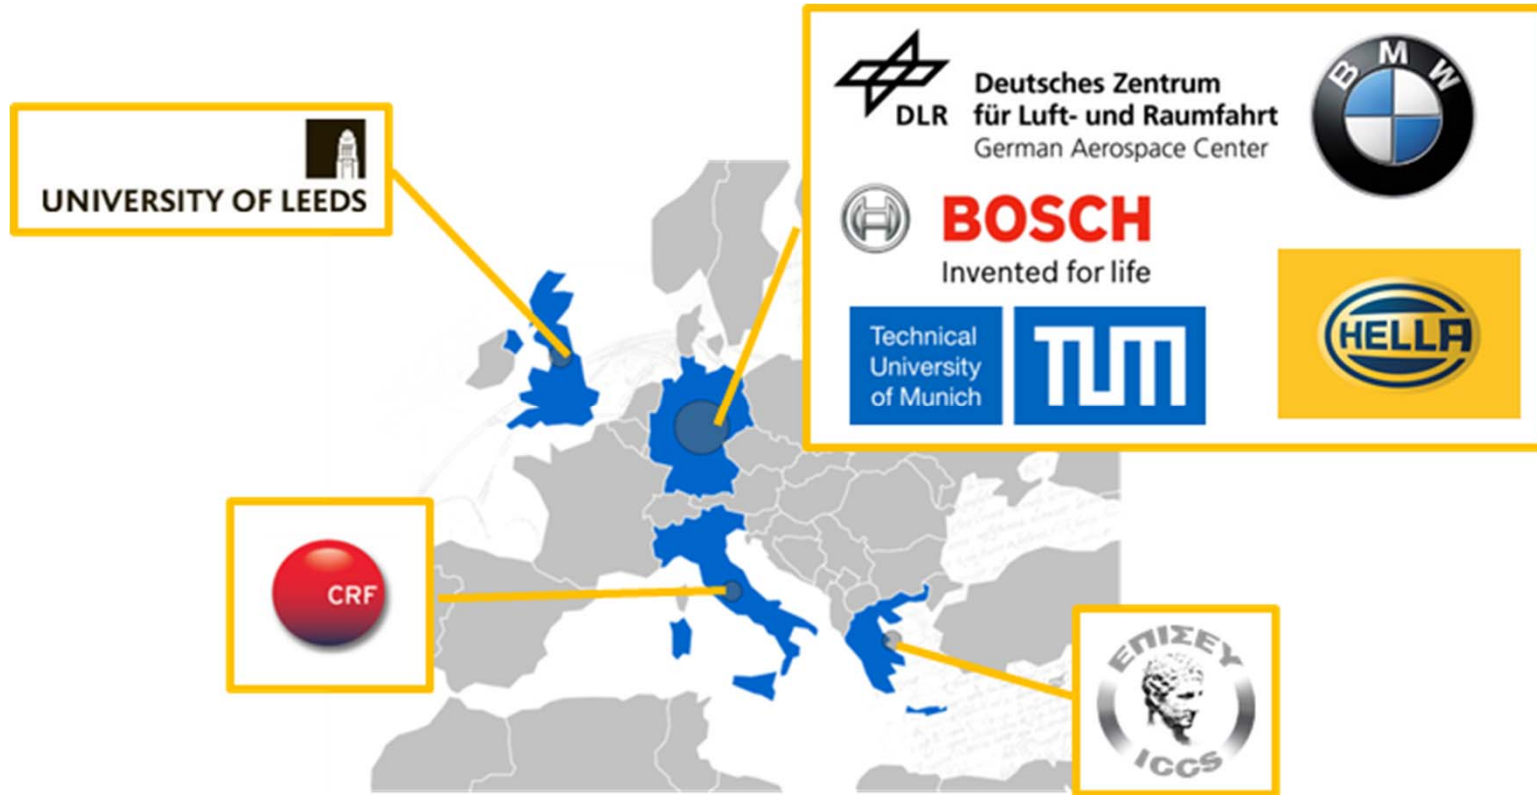 UNIVERSITY OF LEEDS
DLR
Deutsches Zentrum
für Luft- und Raumfahrt
German Aerospace Center
BMW
BOSCH
Invented for life
Technical
University
of Munich
TUM
HELLA
CRF
ΕΠΙΣΕΥ
ICCS